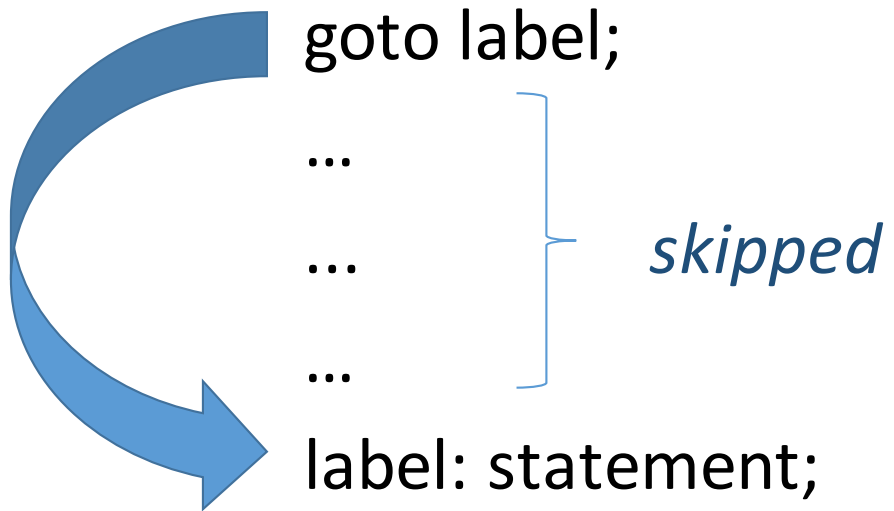 goto label;
...
...
skipped
...
label: statement;